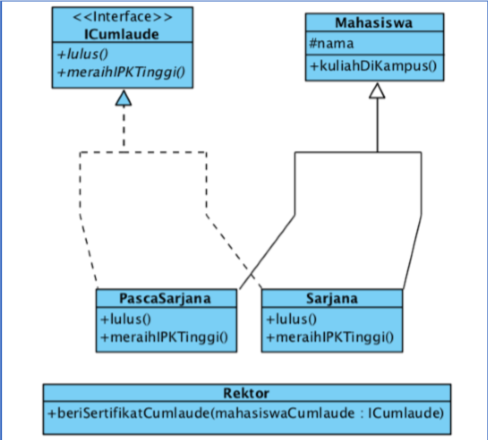 <<Interface>>
ICumlaude
+lulus()
+meraihIPKTinggi()
Mahasiswa
#nama
+kuliahDiKampus()
PascaSarjana
+lulus()
+meraihIPKTinggi()
Sarjana
+lulus()
+meraihIPKTinggi()
Rektor
+beriSertifikatCumlaude(mahasiswaCumlaude : ICumlaude)